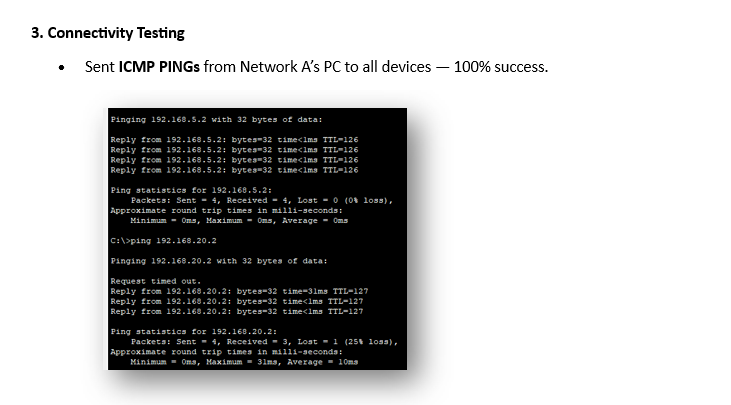 3. Connectivity Testing
• Sent ICMP PINGs from Network A's PC to all devices — 100% success.
Pinging 192.168.5.2 with 32 bytes of data:
Reply from 192.168.5.2: bytes=32 time<1ms TTL=126
Reply from 192.168.5.2: bytes=32 time<1ms TTL=126
Reply from 192.168.5.2: bytes=32 time<1ms TTL=126
Reply from 192.168.5.2: bytes=32 time<1ms TTL=126
Ping statistics for 192.168.5.2:
Packets: Sent = 4, Received = 4, Lost = 0 (0% loss),
Approximate round trip times in milli-seconds:
Minimum = 0ms, Maximum = 0ms, Average = 0ms
C:\>ping 192.168.20.2
Pinging 192.168.20.2 with 32 bytes of data:
Request timed out.
Reply from 192.168.20.2: bytes=32 time=31ms TTL=127
Reply from 192.168.20.2: bytes=32 time<1ms TTL=127
Reply from 192.168.20.2: bytes=32 time<1ms TTL=127
Ping statistics for 192.168.20.2:
Packets: Sent = 4, Received = 3, Lost = 1 (25% loss),
Approximate round trip times in milli-seconds:
Minimum = 0ms, Maximum = 31ms, Average = 10ms